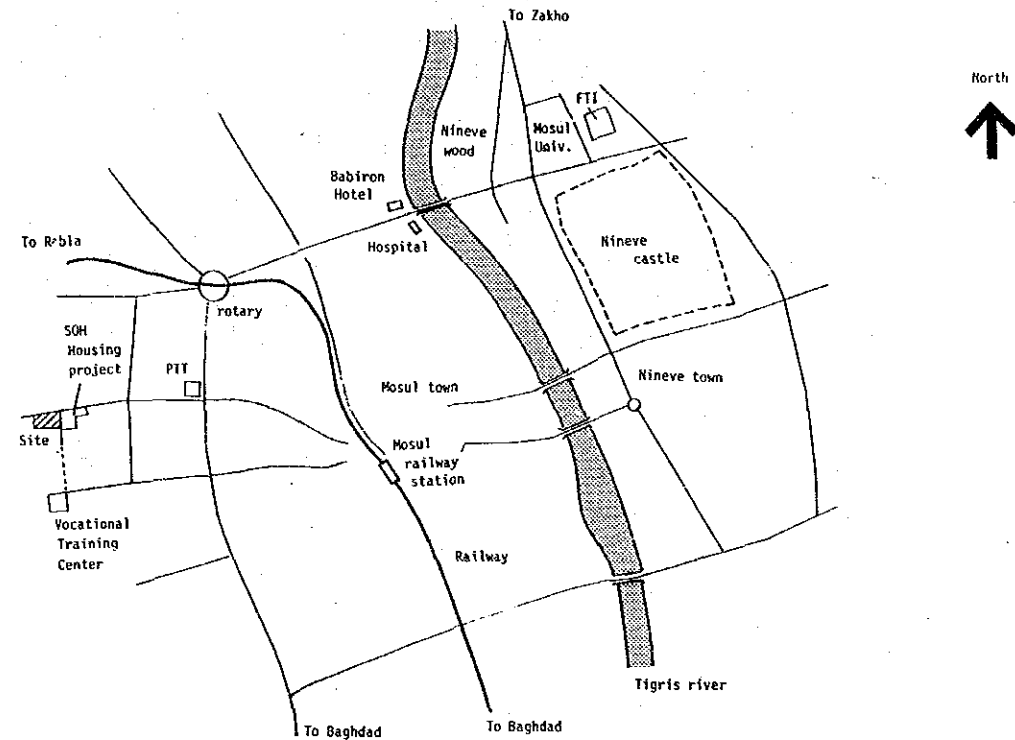 To Zakho
North
FTI
Nineve
wood
Mosul
Univ.
Babiron
Hotel
Hospital
Nineve
castle
To Rabla
rotary
SOH
Housing
project
PTT
Mosul town
Nineve town
Site
Mosul
railway
station
Vocational
Training
Center
Railway
Tigris river
To Baghdad
To Baghdad